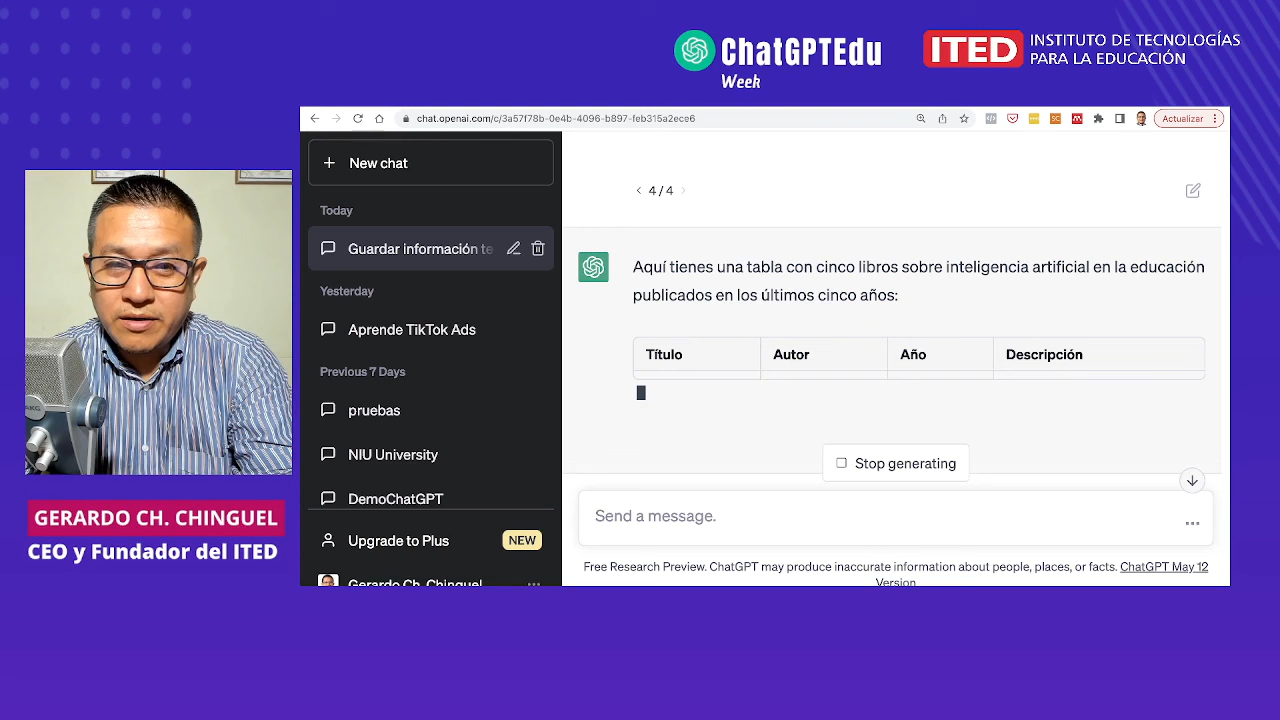 ChatGPTEdu
Week
ITED
INSTITUTO DE TECNOLOGÍAS
PARA LA EDUCACIÓN
chat.openai.com/c/3a57f78b-0e4b-4096-b897-feb315a2ece6
Actualizar
+ New chat
4 / 4
Today
Guardar información te
Yesterday
Aprende TikTok Ads
Previous 7 Days
pruebas
NIU University
DemoChatGPT
Upgrade to Plus
NEW
Gerardo Ch. Chinguel
Aquí tienes una tabla con cinco libros sobre inteligencia artificial en la educación
publicados en los últimos cinco años:
Título Autor Año Descripción
Stop generating
Send a message.
Free Research Preview. ChatGPT may produce inaccurate information about people, places, or facts. ChatGPT May 12
Version
AKG
GERARDO CH. CHINGUEL
CEO y Fundador del ITED